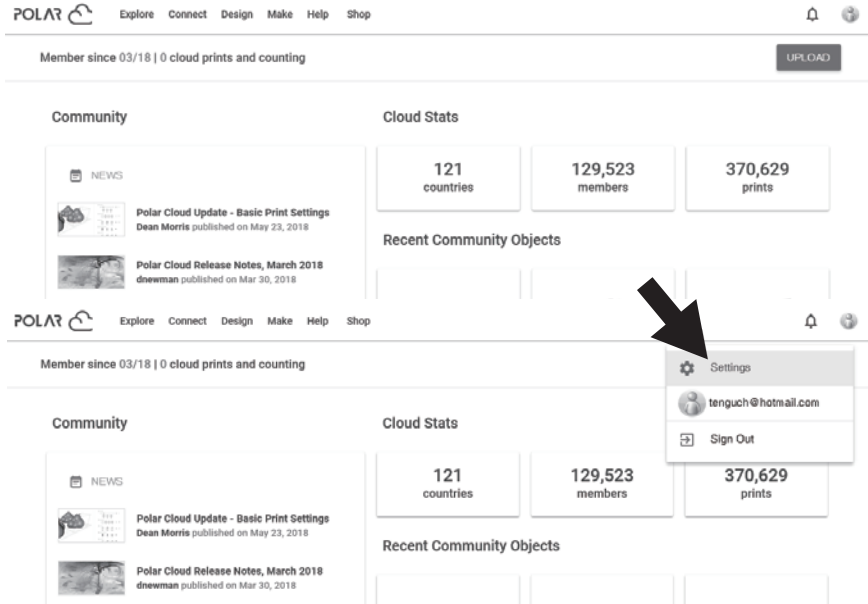 POLAR Explore Connect Design Make Help Shop
Member since 03/18 | 0 cloud prints and counting UPLOAD
Community Cloud Stats
NEWS
121 129,523 370,629
countries members prints
Polar Cloud Update - Basic Print Settings
Dean Morris published on May 23, 2018
Recent Community Objects
Polar Cloud Release Notes, March 2018
dnewman published on Mar 30, 2018
POLAR Explore Connect Design Make Help Shop
Member since 03/18 | 0 cloud prints and counting
Settings
tenguch@hotmail.com
Sign Out
Community Cloud Stats
NEWS
121 129,523 370,629
countries members prints
Polar Cloud Update - Basic Print Settings
Dean Morris published on May 23, 2018
Recent Community Objects
Polar Cloud Release Notes, March 2018
dnewman published on Mar 30, 2018